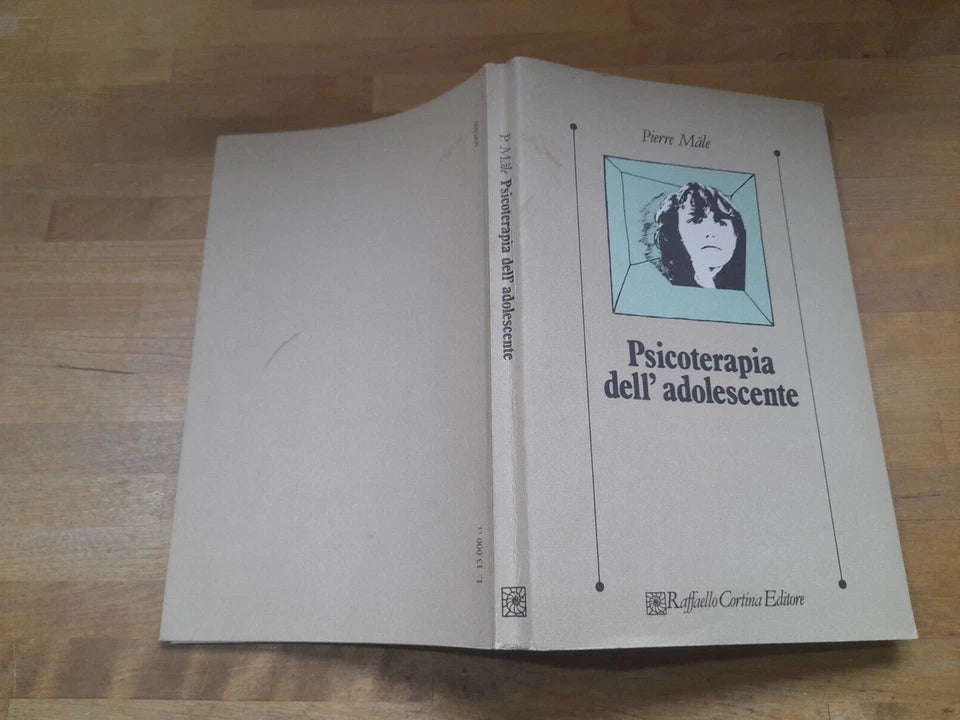 Pierre Mâle
Psicoterapia
dell' adolescente
Raffaello Cortina Editore
P. Mâle Psicoterapia dell' adolescente
L. 13.000 i.i.